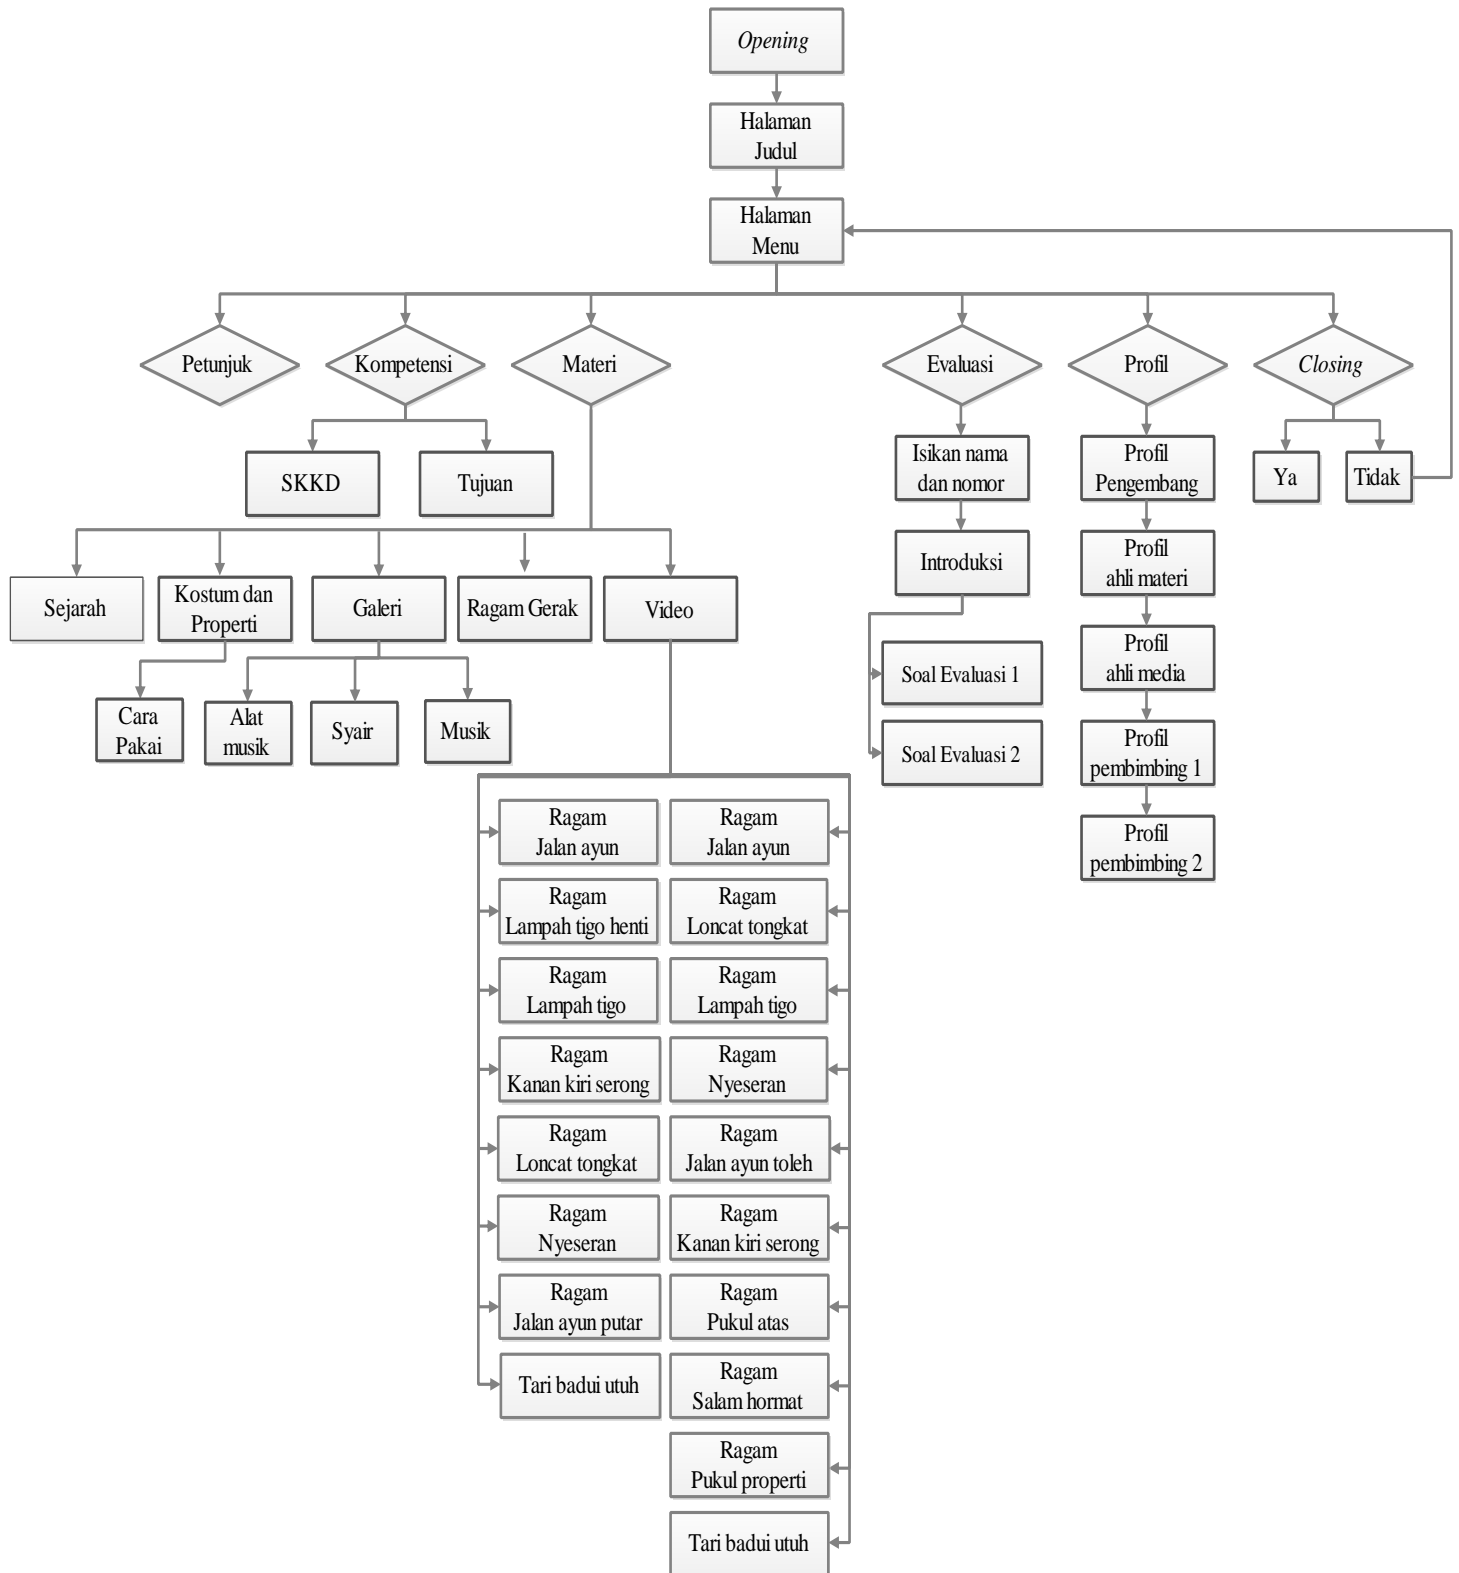 Opening
Halaman
Judul
Halaman
Menu
Petunjuk
Kompetensi
Materi
Evaluasi
Profil
Closing
SKKD
Tujuan
Isikan nama
dan nomor
Profil
Pengembang
Ya
Tidak
Introduksi
Profil
ahli materi
Sejarah
Kostum dan
Properti
Galeri
Ragam Gerak
Video
Soal Evaluasi 1
Profil
ahli media
Cara
Pakai
Alat
musik
Syair
Musik
Soal Evaluasi 2
Profil
pembimbing 1
Profil
pembimbing 2
Ragam
Jalan ayun
Ragam
Jalan ayun
Ragam
Lampah tigo henti
Ragam
Loncat tongkat
Ragam
Lampah tigo
Ragam
Lampah tigo
Ragam
Kanan kiri serong
Ragam
Nyeseran
Ragam
Loncat tongkat
Ragam
Jalan ayun toleh
Ragam
Nyeseran
Ragam
Kanan kiri serong
Ragam
Jalan ayun putar
Ragam
Pukul atas
Tari badui utuh
Ragam
Salam hormat
Ragam
Pukul properti
Tari badui utuh